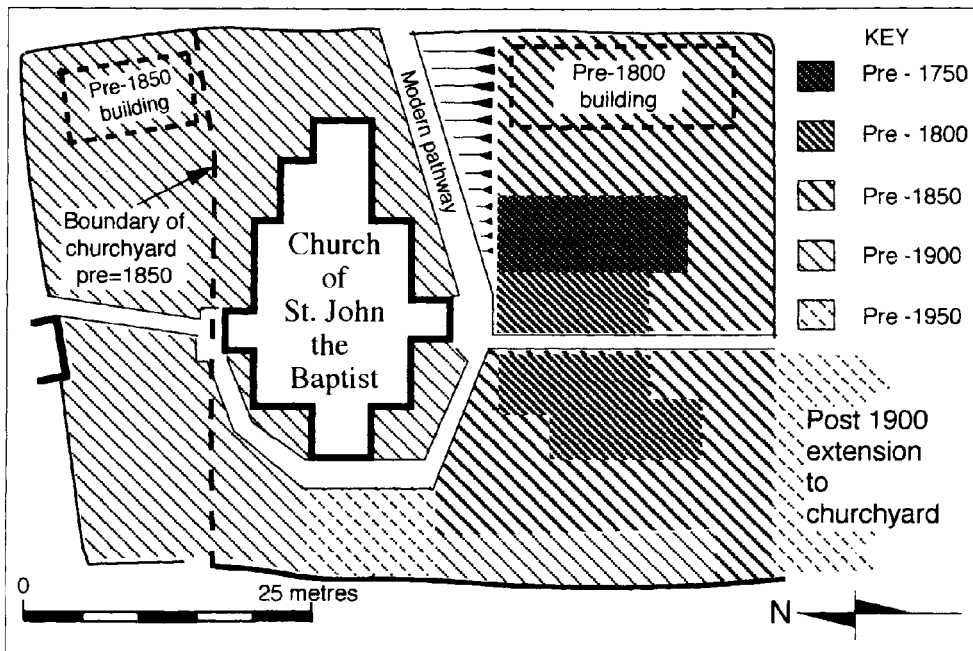 Pre-1850
building
Boundary of
churchyard
pre=1850
Church
of
St. John
the
Baptist
Modern pathway
Pre-1800
building
KEY
Pre - 1750
Pre - 1800
Pre -1850
Pre -1900
Pre -1950
Post 1900
extension
to
churchyard
0
25 metres
N